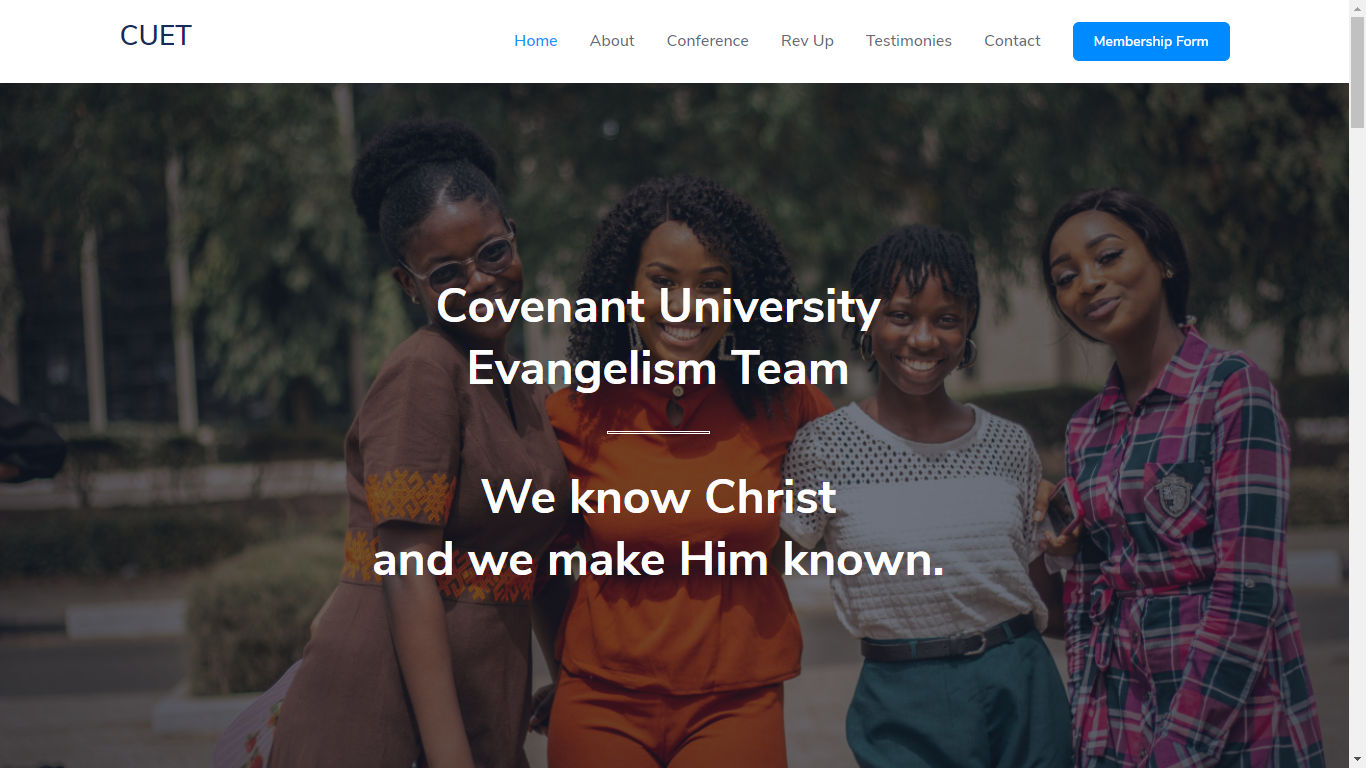 CUET
Home About Conference Rev Up Testimonies Contact Membership Form
Covenant University
Evangelism Team
We know Christ
and we make Him known.